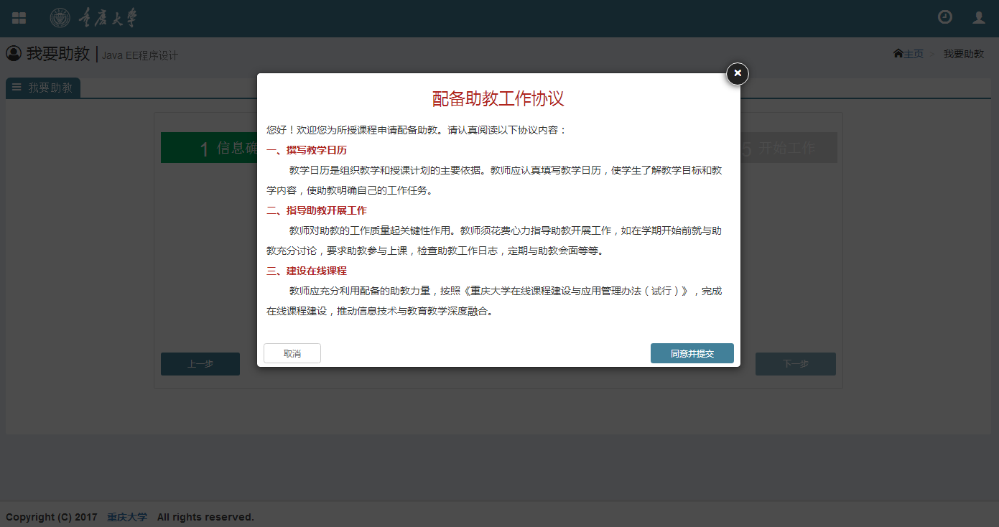 重庆大学
我要助教 Java EE程序设计
主页 > 我要助教
我要助教
配备助教工作协议
您好！欢迎您为所授课程申请配备助教。请认真阅读以下协议内容：
1 信息确
5 开始工作
一、撰写教学日历
教学日历是组织教学和授课计划的主要依据。教师应认真填写教学日历，使学生了解教学目标和教
学内容，使助教明确自己的工作任务。
二、指导助教开展工作
教师对助教的工作质量起关键性作用。教师须花费心力指导助教开展工作，如在学期开始前就与助
教充分讨论，要求助教参与上课，检查助教工作日志，定期与助教会面等等。
三、建设在线课程
教师应充分利用配备的助教力量，按照《重庆大学在线课程建设与应用管理办法（试行）》，完成
在线课程建设，推动信息技术与教育教学深度融合。
取消
同意并提交
上一步
下一步
Copyright (C) 2017 重庆大学 All rights reserved.